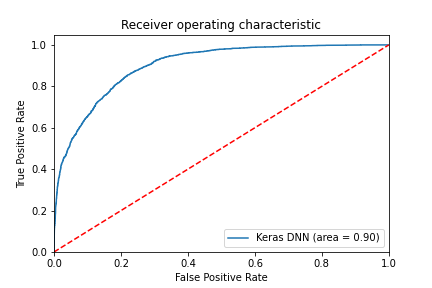 Receiver operating characteristic
1.0
0.8
0.6
0.4
0.2
0.0
True Positive Rate
Keras DNN (area = 0.90)
0.0 0.2 0.4 0.6 0.8 1.0
False Positive Rate